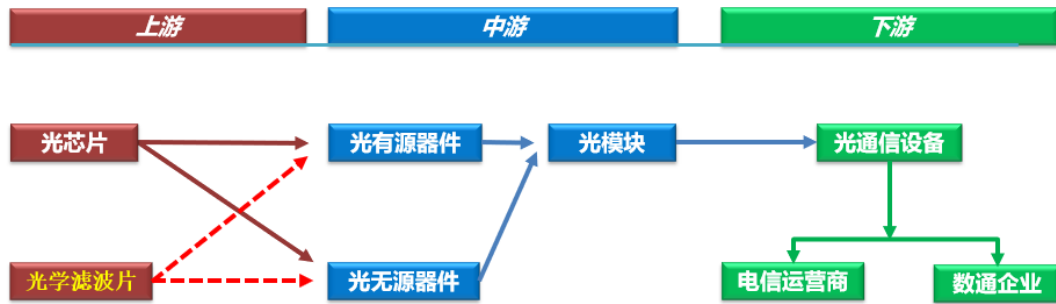 上游
中游
下游
光芯片
光有源器件
光模块
光通信设备
光学滤波片
光无源器件
电信运营商
数通企业